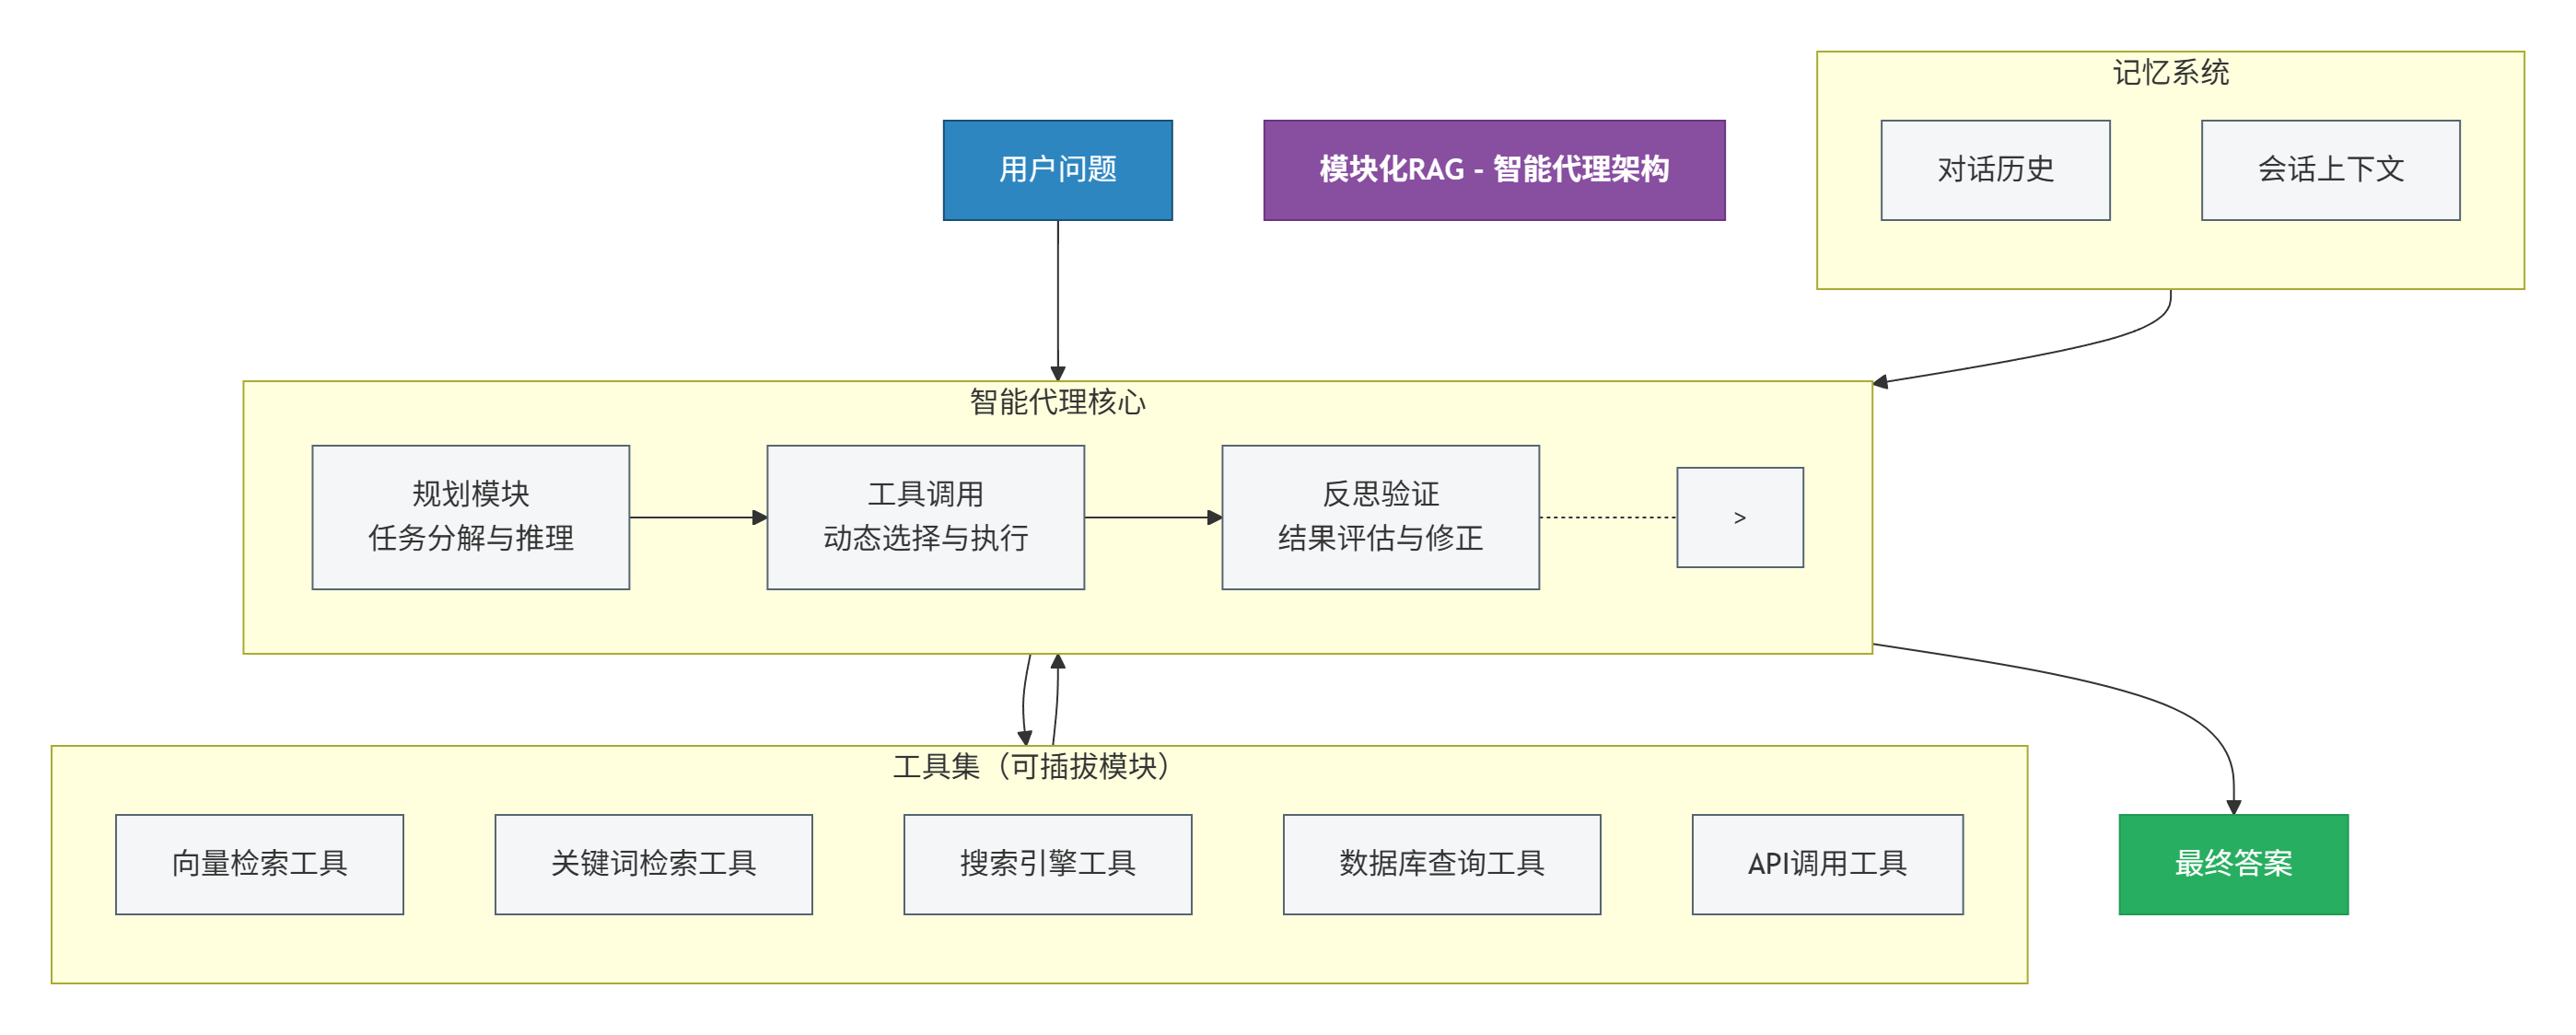 记忆系统
用户问题
模块化RAG - 智能代理架构
对话历史
会话上下文
智能代理核心
规划模块
任务分解与推理
工具调用
动态选择与执行
反思验证
结果评估与修正
>
工具集（可插拔模块）
向量检索工具
关键词检索工具
搜索引擎工具
数据库查询工具
API调用工具
最终答案